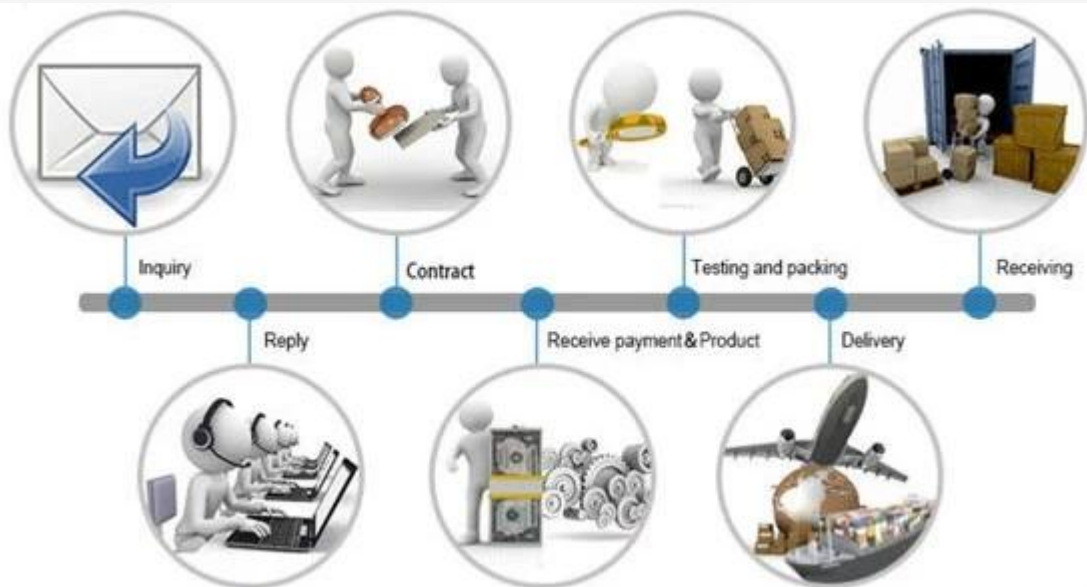 Inquiry
Contract
Testing and packing
Receiving
Reply
Receive payment & Product
Delivery